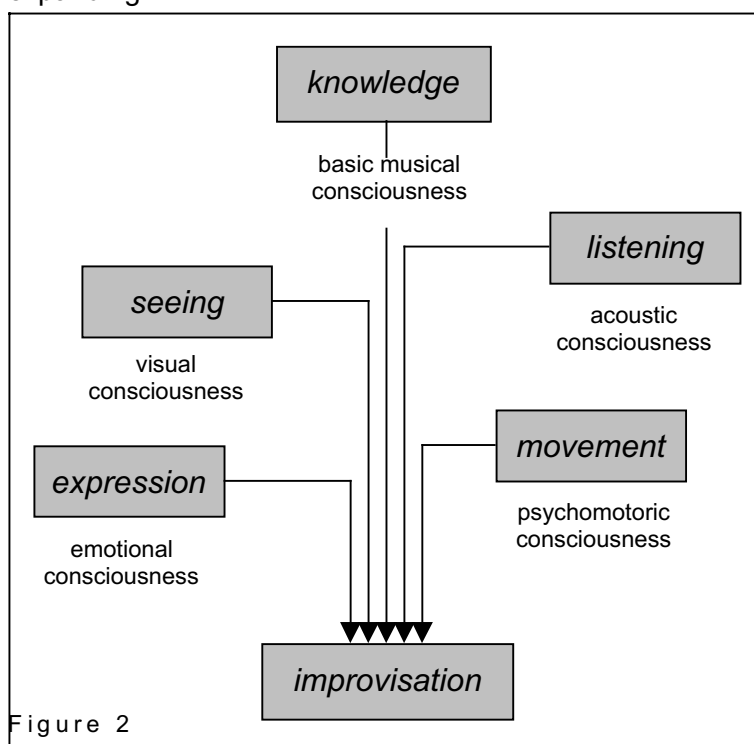 knowledge
basic musical
consciousness
listening
acoustic
consciousness
seeing
visual
consciousness
movement
psychomotoric
consciousness
expression
emotional
consciousness
improvisation
Figure 2